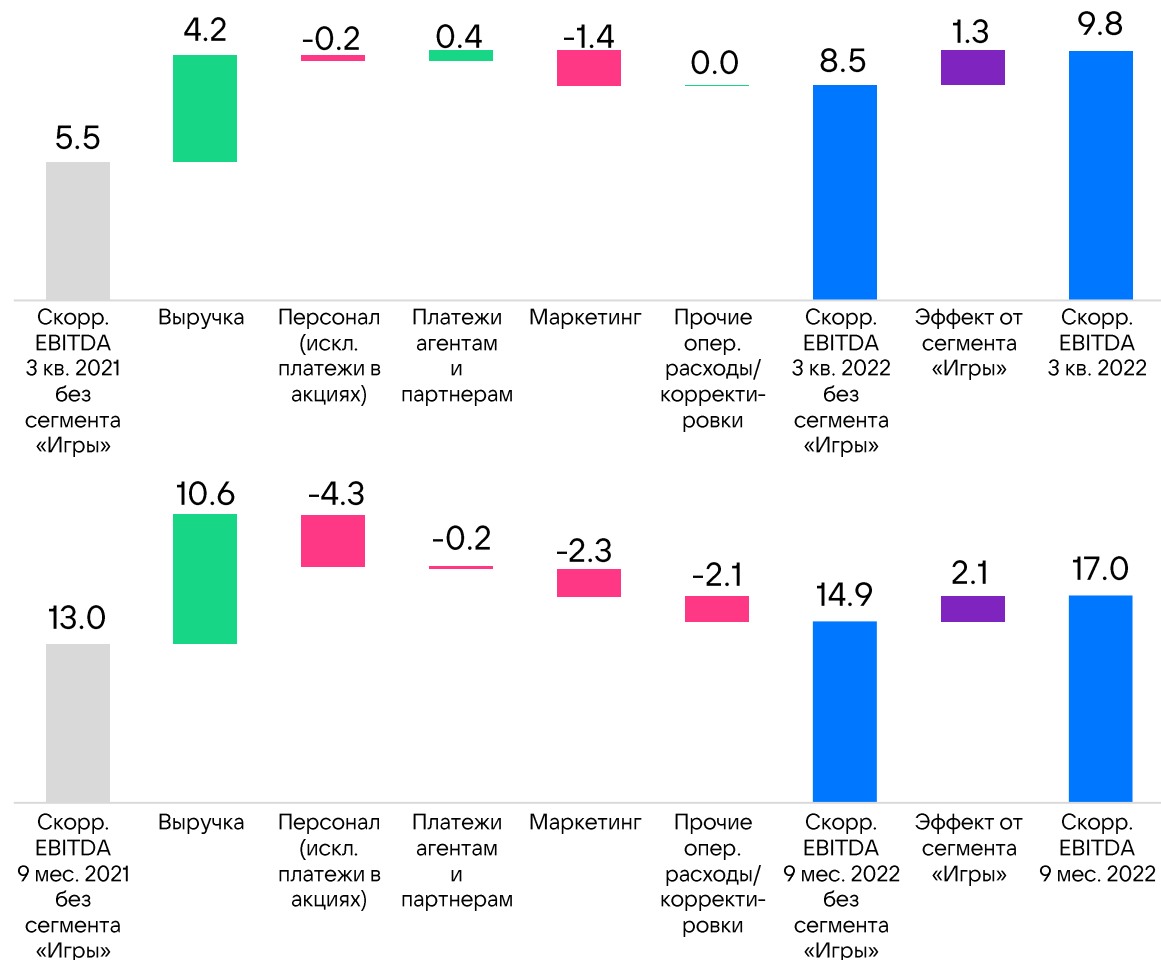 4.2
-0.2
0.4
-1.4
0.0
8.5
1.3
9.8
5.5
Скорр.
EBITDA
3 кв. 2021
без
сегмента
«Игры»
Выручка
Персонал
(искл.
платежи в
акциях)
Платежи
агентам
и
партнерам
Маркетинг
Прочие
опер.
расходы/
корректи-
ровки
Скорр.
EBITDA
3 кв. 2022
без
сегмента
«Игры»
Эффект от
сегмента
«Игры»
Скорр.
EBITDA
3 кв. 2022
10.6
-4.3
-0.2
-2.3
-2.1
14.9
2.1
17.0
13.0
Скорр.
EBITDA
9 мес. 2021
без
сегмента
«Игры»
Выручка
Персонал
(искл.
платежи в
акциях)
Платежи
агентам
и
партнерам
Маркетинг
Прочие
опер.
расходы/
корректи-
ровки
Скорр.
EBITDA
9 мес. 2022
без
сегмента
«Игры»
Эффект от
сегмента
«Игры»
Скорр.
EBITDA
9 мес. 2022